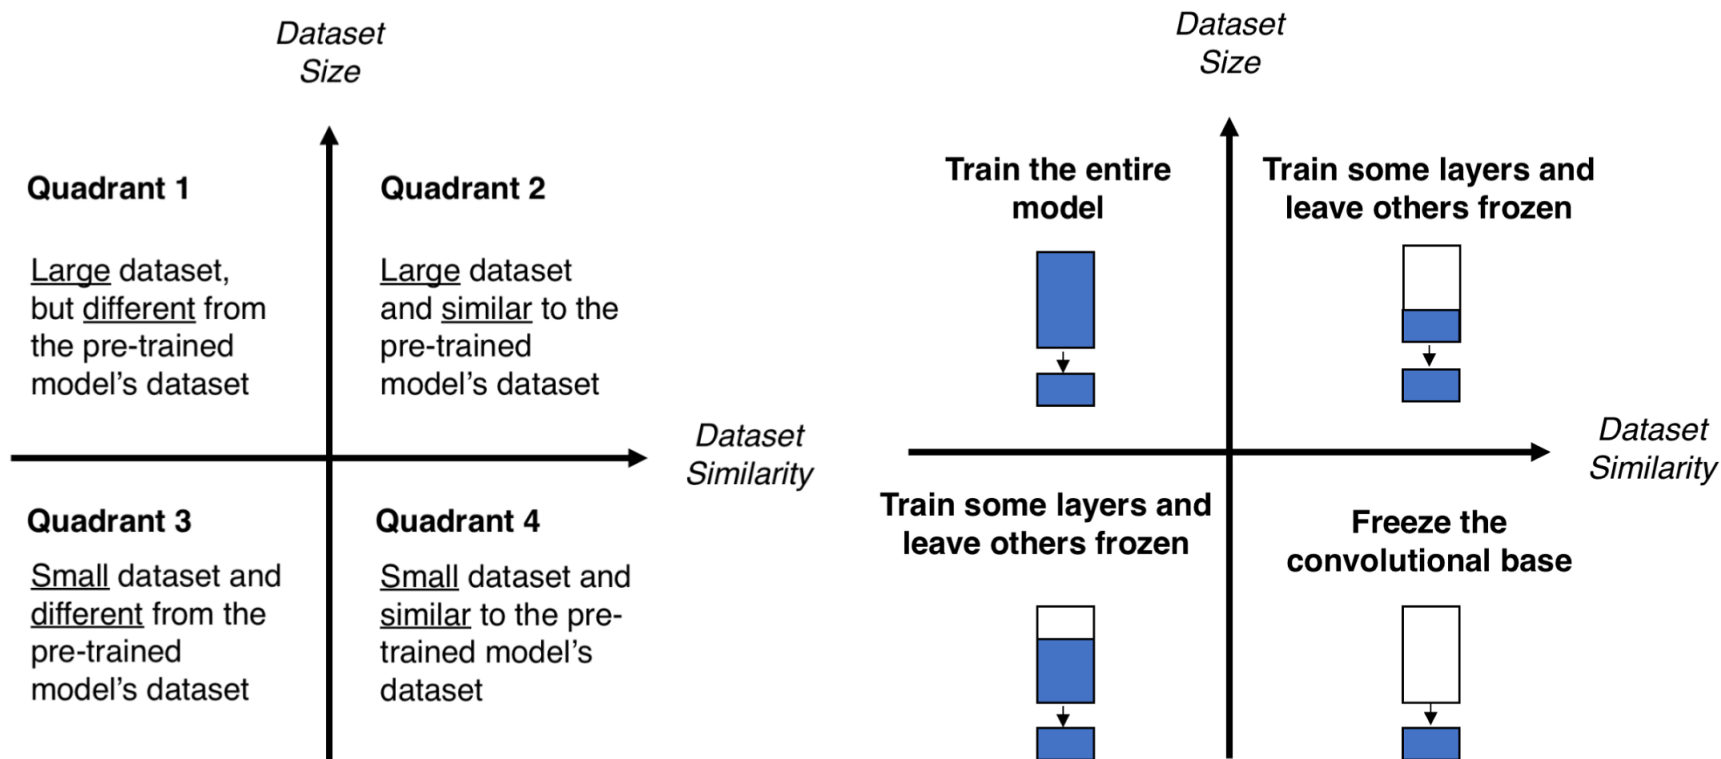 Dataset
Size
Quadrant 1
Large dataset,
but different from
the pre-trained
model’s dataset
Quadrant 2
Large dataset
and similar to the
pre-trained
model’s dataset
Dataset
Similarity
Quadrant 3
Small dataset and
different from the
pre-trained
model’s dataset
Quadrant 4
Small dataset and
similar to the pre-
trained model’s
dataset
Dataset
Size
Train the entire
model
Train some layers and
leave others frozen
Dataset
Similarity
Train some layers and
leave others frozen
Freeze the
convolutional base